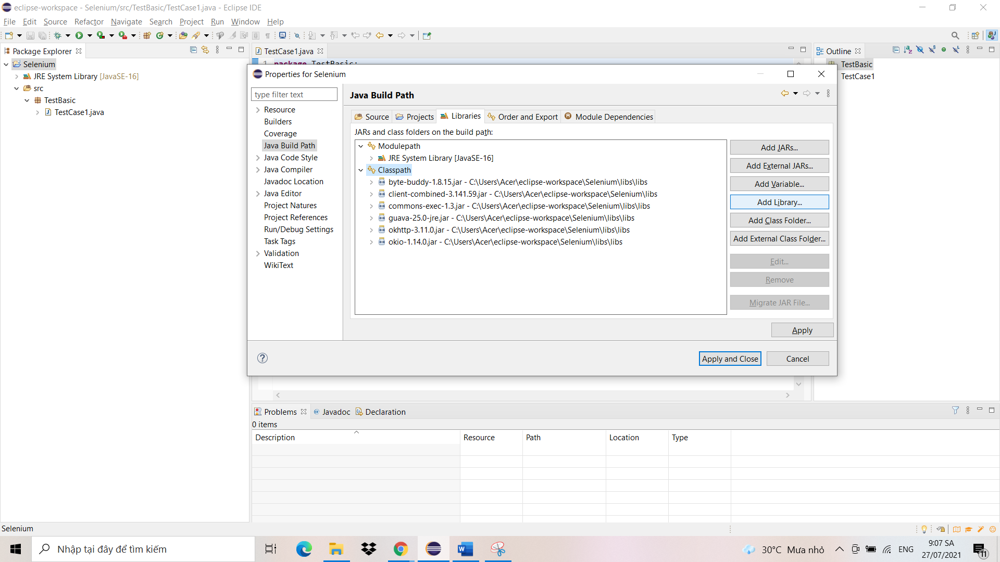 eclipse-workspace - Selenium/src/TestBasic/TestCase1.java - Eclipse IDE
File Edit Source Refactor Navigate Search Project Run Window Help
Package Explorer
Selenium
JRE System Library [JavaSE-16]
src
TestBasic
TestCase1.java
TestCase1.java
1 package TestBasic;
Outline
TestBasic
TestCase1
Properties for Selenium
type filter text
Resource
Builders
Coverage
Java Build Path
Java Code Style
Java Compiler
Javadoc Location
Java Editor
Project Natures
Project References
Run/Debug Settings
Task Tags
Validation
WikiText
Java Build Path
Source Projects Libraries Order and Export Module Dependencies
JARs and class folders on the build path:
Modulepath
JRE System Library [JavaSE-16]
Classpath
byte-buddy-1.8.15.jar - C:\Users\Acer\eclipse-workspace\Selenium\libs\libs
client-combined-3.141.59.jar - C:\Users\Acer\eclipse-workspace\Selenium\libs
commons-exec-1.3.jar - C:\Users\Acer\eclipse-workspace\Selenium\libs\libs
guava-25.0-jre.jar - C:\Users\Acer\eclipse-workspace\Selenium\libs\libs
okhttp-3.11.0.jar - C:\Users\Acer\eclipse-workspace\Selenium\libs\libs
okio-1.14.0.jar - C:\Users\Acer\eclipse-workspace\Selenium\libs\libs
Add JARs...
Add External JARs...
Add Variable...
Add Library...
Add Class Folder...
Add External Class Folder...
Edit...
Remove
Migrate JAR File...
Apply
Apply and Close Cancel
Problems Javadoc Declaration
0 items
Description Resource Path Location Type
Selenium
Nhập tại đây để tìm kiếm
30°C Mưa nhỏ
ENG
9:07 SA
27/07/2021
11